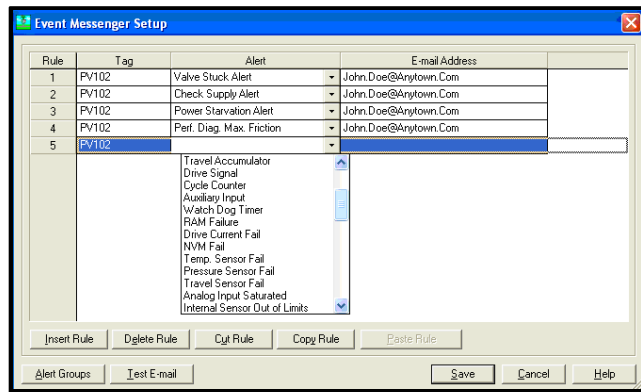 Event Messenger Setup
Rule Tag Alert E-mail Address
1 PV102 Valve Stuck Alert John.Doe@Anytown.Com
2 PV102 Check Supply Alert John.Doe@Anytown.Com
3 PV102 Power Starvation Alert John.Doe@Anytown.Com
4 PV102 Perf. Diag. Max. Friction John.Doe@Anytown.Com
5 PV102
Travel Accumulator
Drive Signal
Cycle Counter
Auxiliary Input
Watch Dog Timer
RAM Failure
Drive Current Fail
NVM Fail
Temp. Sensor Fail
Pressure Sensor Fail
Travel Sensor Fail
Analog Input Saturated
Internal Sensor Out of Limits
Insert Rule Delete Rule Cut Rule Copy Rule Paste Rule
Alert Groups Test E-mail Save Cancel Help